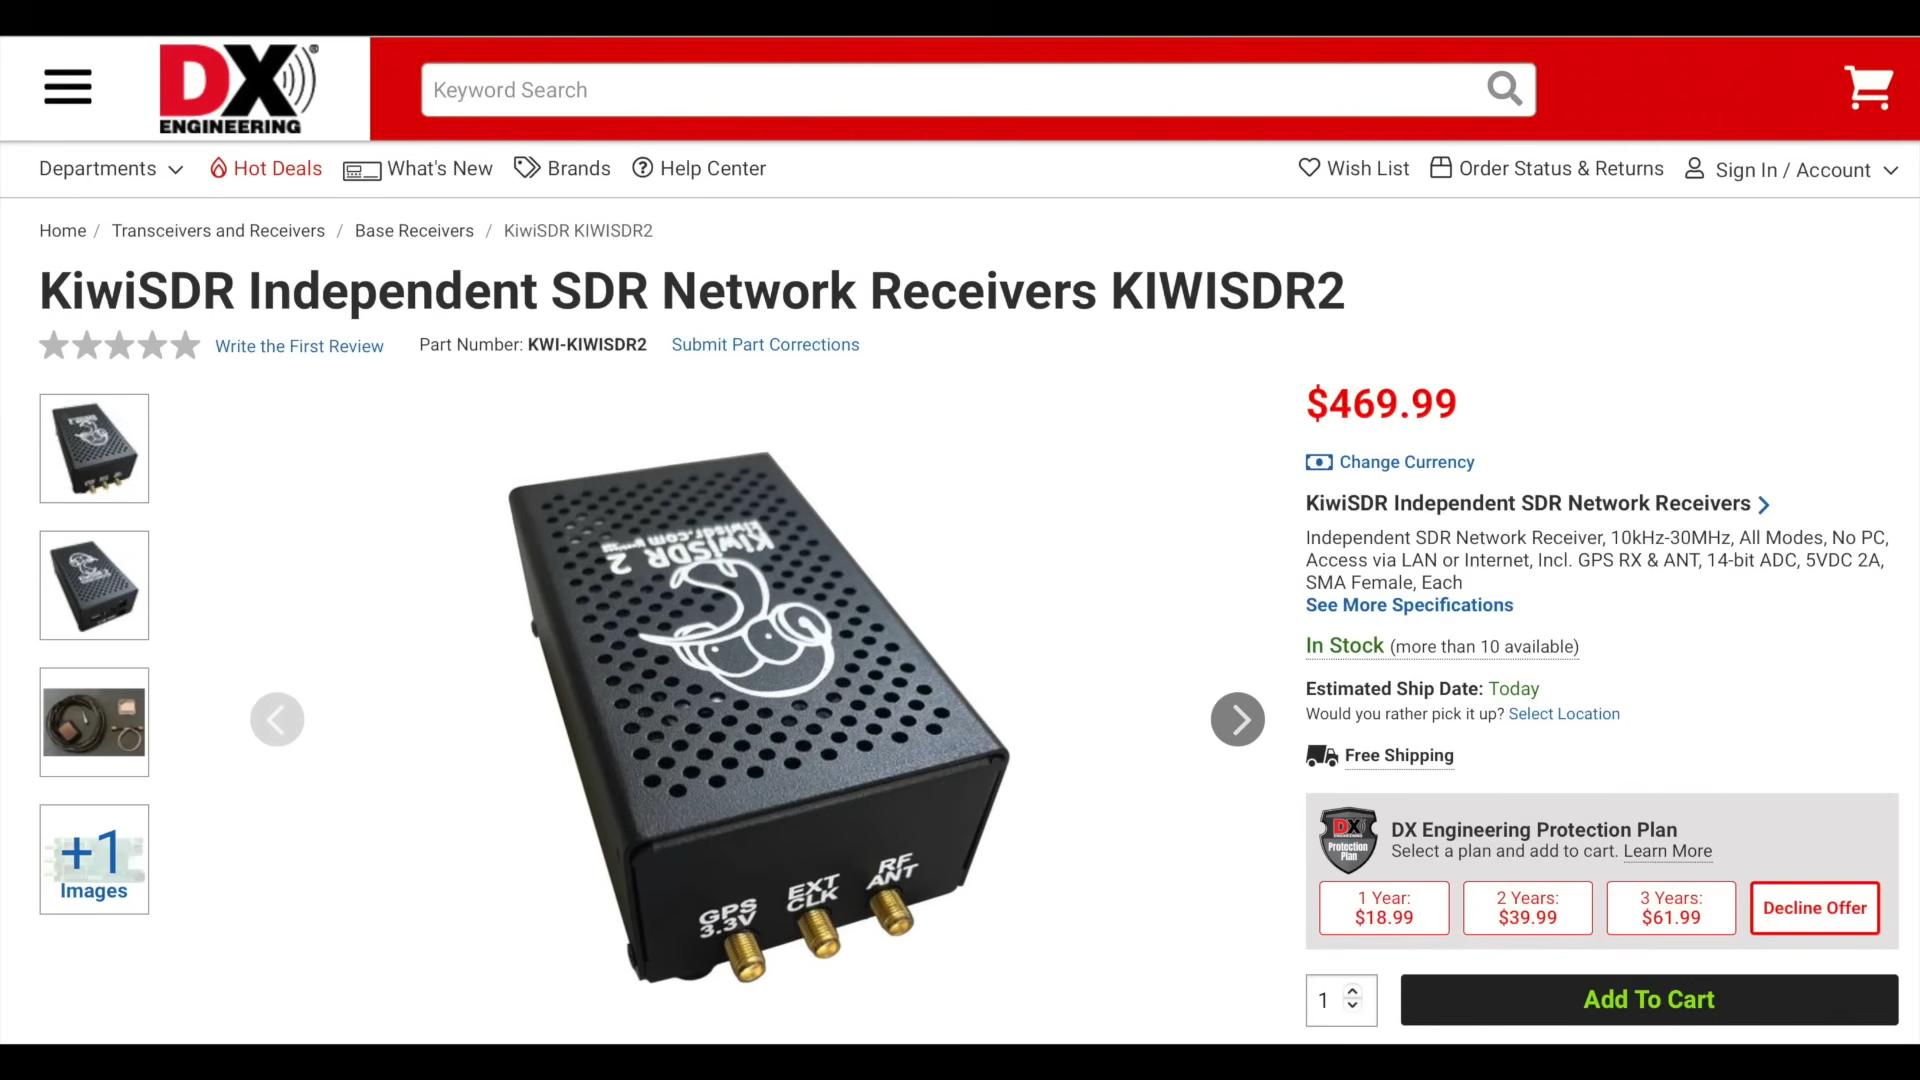 DX®
ENGINEERING
Keyword Search
Departments
Hot Deals
What's New
Brands
Help Center
Wish List
Order Status & Returns
Sign In / Account
Home / Transceivers and Receivers / Base Receivers / KiwiSDR KIWISDR2
KiwiSDR Independent SDR Network Receivers KIWISDR2
Write the First Review
Part Number: KWI-KIWISDR2
Submit Part Corrections
+1
Images
KiwiSDR 2
kiwisdr.com
GPS
3.3V
EXT
CLK
RF
ANT
$469.99
Change Currency
KiwiSDR Independent SDR Network Receivers
Independent SDR Network Receiver, 10kHz-30MHz, All Modes, No PC,
Access via LAN or Internet, Incl. GPS RX & ANT, 14-bit ADC, 5VDC 2A,
SMA Female, Each
See More Specifications
In Stock (more than 10 available)
Estimated Ship Date: Today
Would you rather pick it up? Select Location
Free Shipping
DX
Protection
Plan
DX Engineering Protection Plan
Select a plan and add to cart. Learn More
1 Year:
$18.99
2 Years:
$39.99
3 Years:
$61.99
Decline Offer
1
Add To Cart